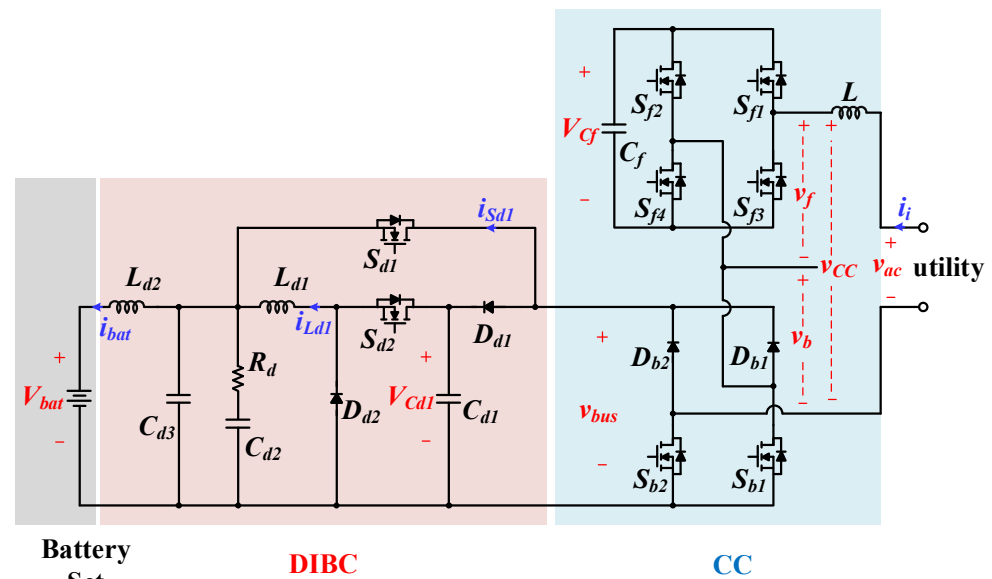 S_f2
S_f1
L
+
V_Cf
C_f
−
S_f4
S_f3
+
+
v_f
−
i_i
+
v_ac
−
utility
v_CC
+
v_b
−
−
i_Sd1
S_d1
L_d2
L_d1
i_bat
i_Ld1
S_d2
D_d1
+
V_bat
−
R_d
C_d3
C_d2
D_d2
+
V_Cd1
−
C_d1
+
v_bus
−
D_b2
D_b1
S_b2
S_b1
Battery
DIBC
CC